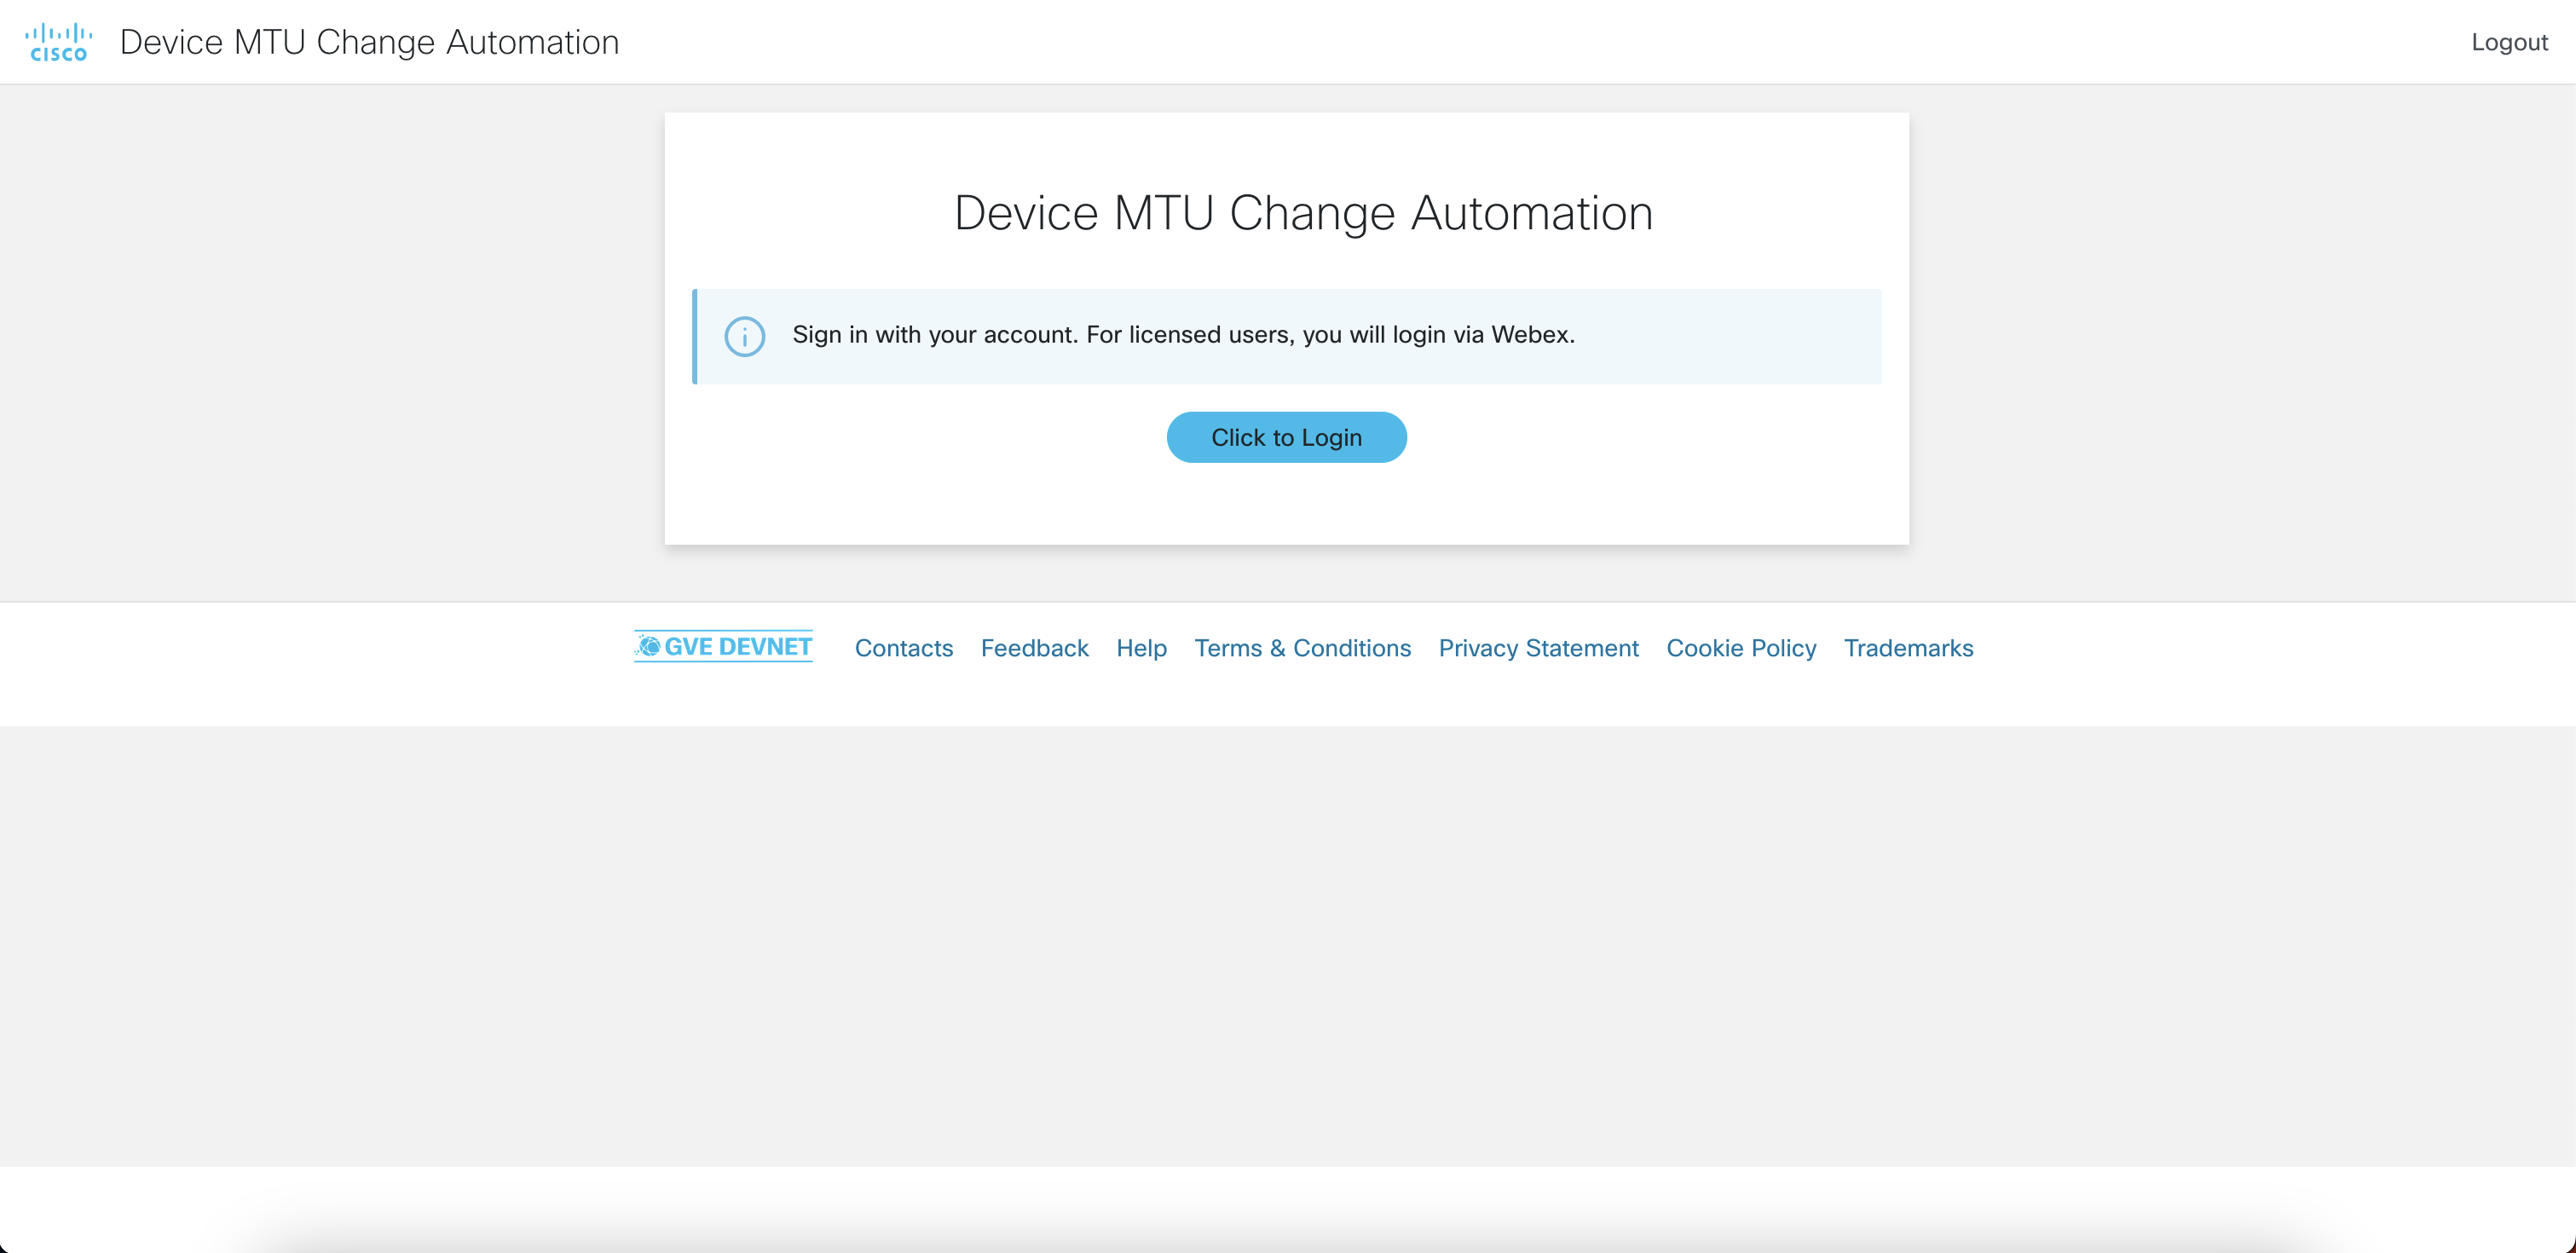 CISCO Device MTU Change Automation Logout
Device MTU Change Automation
Sign in with your account. For licensed users, you will login via Webex.
Click to Login
GVE DEVNET Contacts Feedback Help Terms & Conditions Privacy Statement Cookie Policy Trademarks